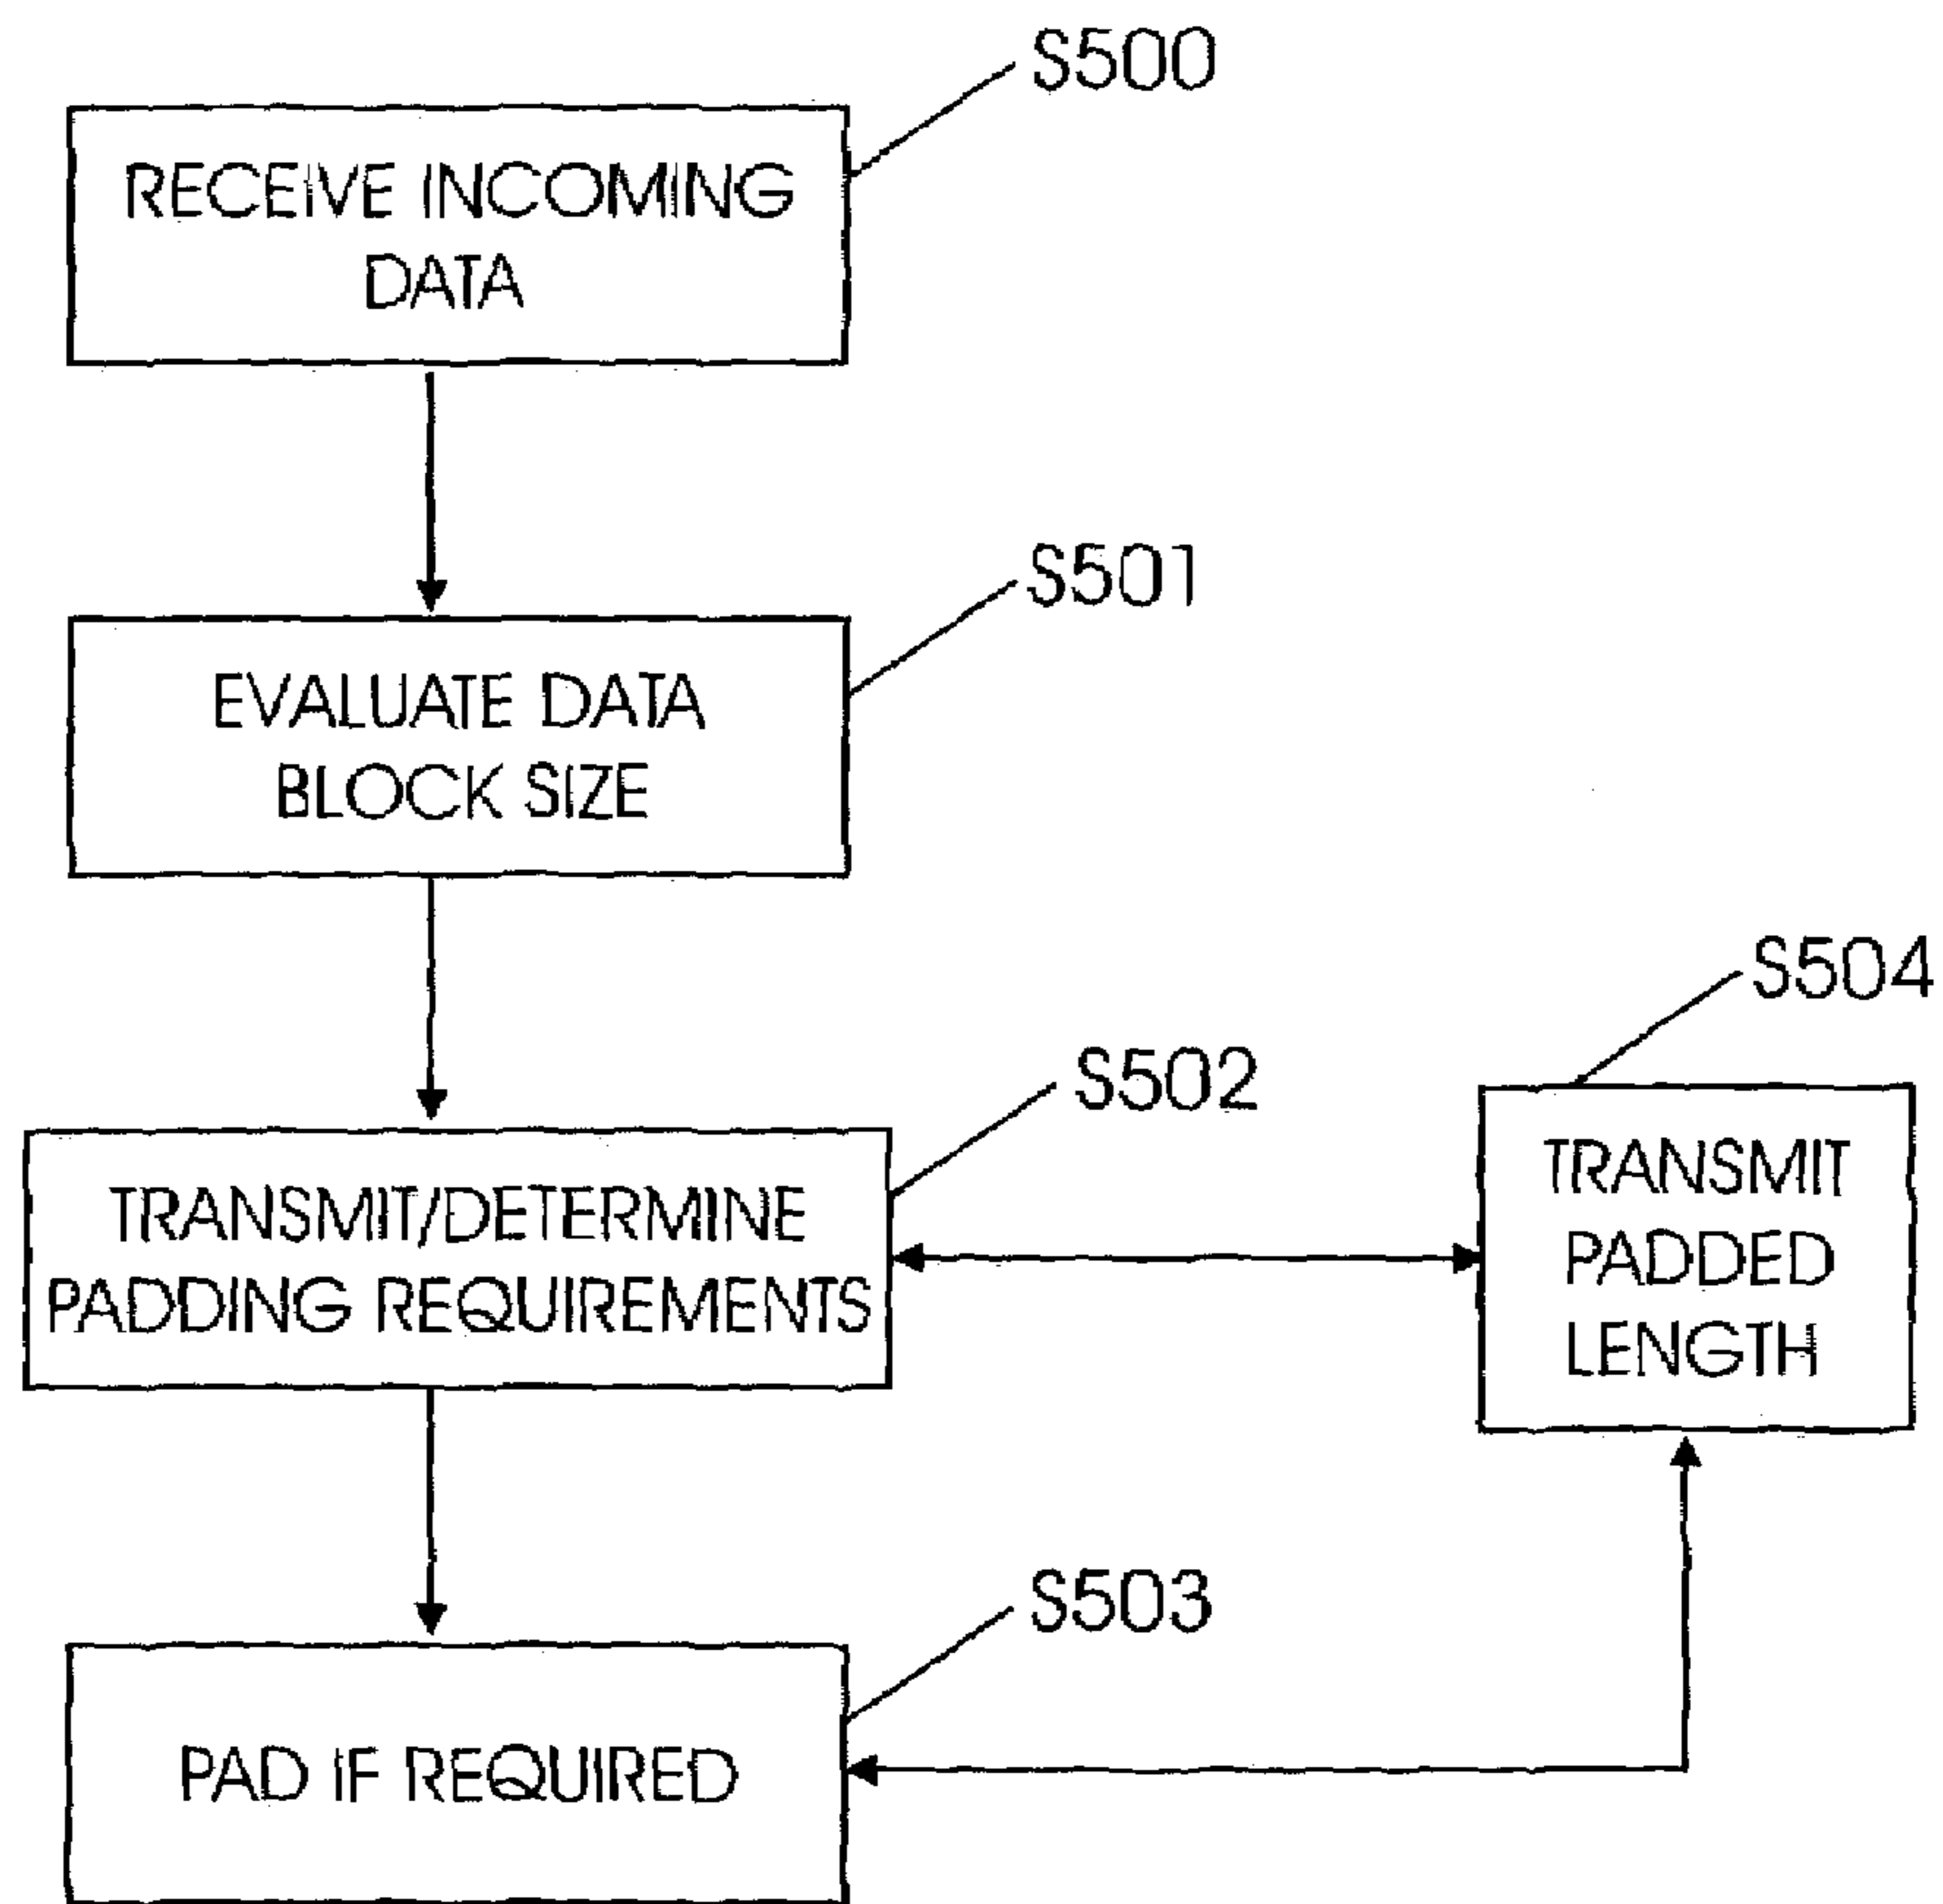 S500
RECEIVE INCOMING
DATA
S501
EVALUATE DATA
BLOCK SIZE
S502
TRANSMIT/DETERMINE
PADDING REQUIREMENTS
S504
TRANSMIT
PADDED
LENGTH
S503
PAD IF REQUIRED